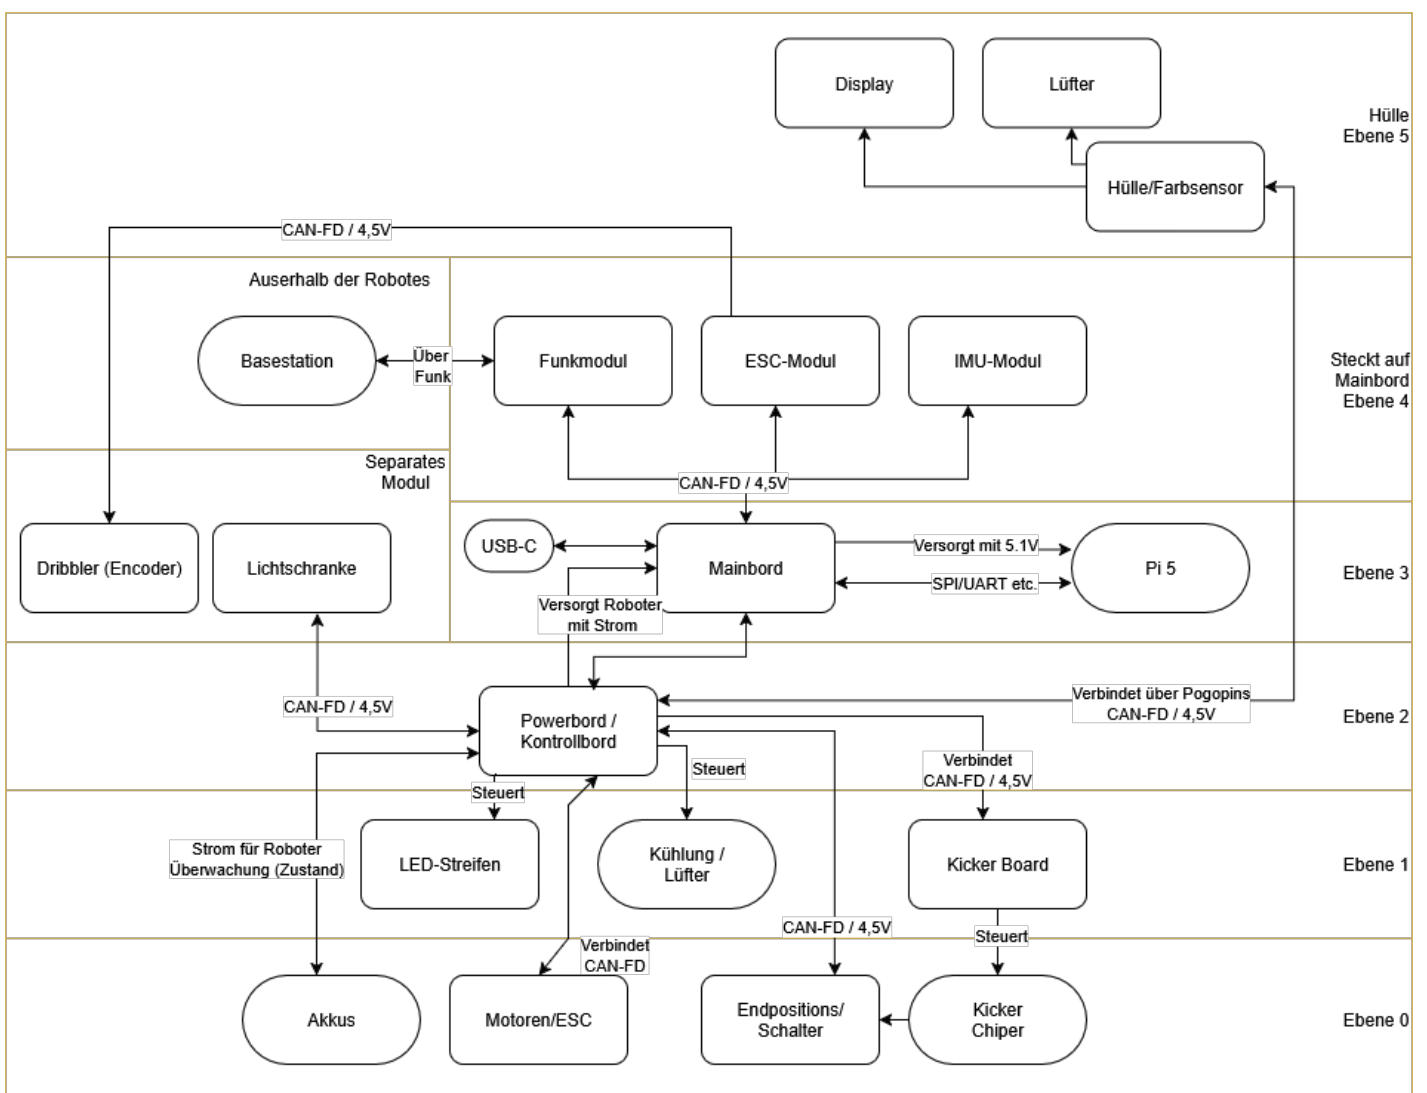 Display
Lüfter
Hülle
Ebene 5
Hülle/Farbsensor
CAN-FD / 4,5V
Auserhalb der Robotes
Basestation
Über
Funk
Funkmodul
ESC-Modul
IMU-Modul
Steckt auf
Mainbord
Ebene 4
Separates
Modul
CAN-FD / 4,5V
Dribbler (Encoder)
Lichtschranke
USB-C
Mainbord
Versorgt mit 5.1V
SPI/UART etc.
Pi 5
Ebene 3
Versorgt Roboter
mit Strom
CAN-FD / 4,5V
Powerbord /
Kontrollbord
Verbindet über Pogopins
CAN-FD / 4,5V
Ebene 2
Steuert
Steuert
Verbindet
CAN-FD / 4,5V
Strom für Roboter
Überwachung (Zustand)
LED-Streifen
Kühlung /
Lüfter
Kicker Board
Ebene 1
CAN-FD / 4,5V
Steuert
Verbindet
CAN-FD
Akkus
Motoren/ESC
Endpositions/
Schalter
Kicker
Chiper
Ebene 0